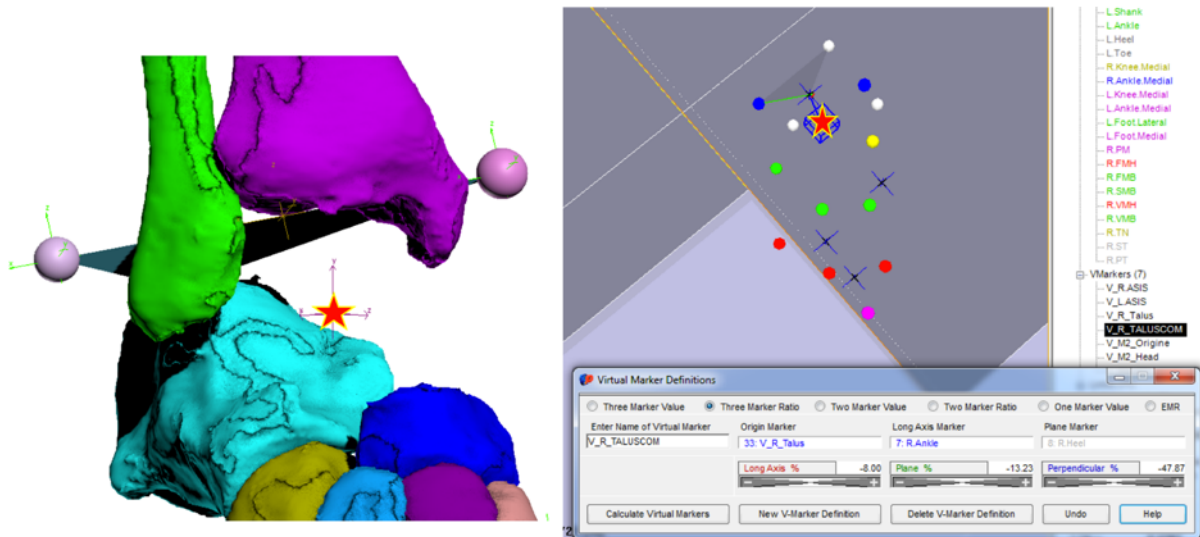 z
z
z
x
z
y
x
z
L.Shank
L.Ankle
L.Heel
L.Toe
R.Knee.Medial
R.Ankle.Medial
L.Knee.Medial
L.Ankle.Medial
L.Foot.Lateral
L.Foot.Medial
R.PM
R.FMH
R.FMB
R.SMB
R.VMH
R.VMB
R.TN
R.ST
R.PT
VMarkers (7)
V_R.ASIS
V_L.ASIS
V_R_Talus
V_R_TALUSCOM
V_M2_Origine
V_M2_Head
Virtual Marker Definitions
Three Marker Value Three Marker Ratio Two Marker Value Two Marker Ratio One Marker Value EMR
Enter Name of Virtual Marker Origin Marker Long Axis Marker Plane Marker
V_R_TALUSCOM 33: V_R_Talus 7: R.Ankle 8: R.Heel
Long Axis % -8.00 Plane % -13.23 Perpendicular % -47.87
Calculate Virtual Markers New V-Marker Definition Delete V-Marker Definition Undo Help